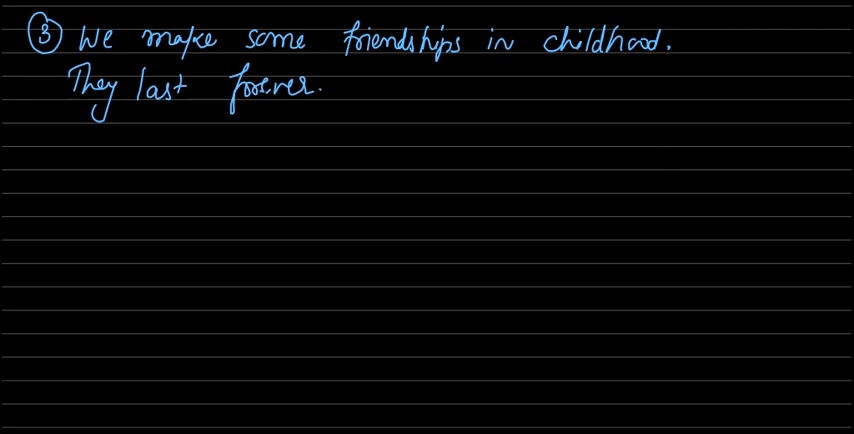 ③ We make some friendships in childhood.
They last forever.